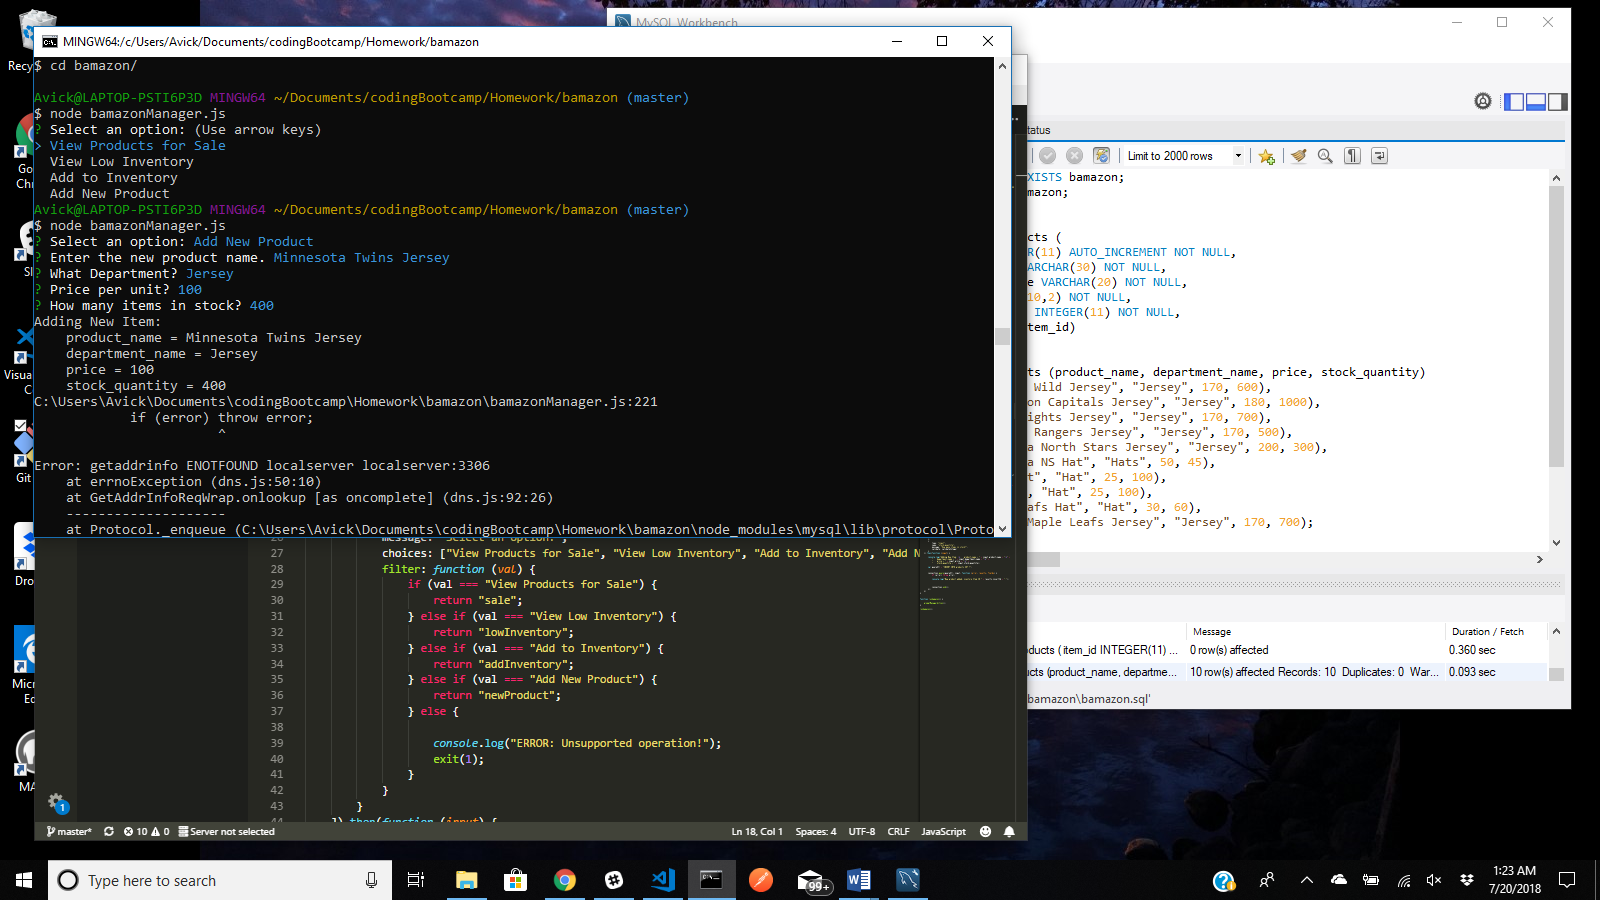 MySQL Workbench
MINGW64:/c/Users/Avick/Documents/codingBootcamp/Homework/bamazon
$ cd bamazon/
Avick@LAPTOP-PSTI6P3D MINGW64 ~/Documents/codingBootcamp/Homework/bamazon (master)
$ node bamazonManager.js
? Select an option: (Use arrow keys)
> View Products for Sale
View Low Inventory
Add to Inventory
Add New Product
Avick@LAPTOP-PSTI6P3D MINGW64 ~/Documents/codingBootcamp/Homework/bamazon (master)
$ node bamazonManager.js
? Select an option: Add New Product
? Enter the new product name. Minnesota Twins Jersey
? What Department? Jersey
? Price per unit? 100
? How many items in stock? 400
Adding New Item:
product_name = Minnesota Twins Jersey
department_name = Jersey
price = 100
stock_quantity = 400
C:\Users\Avick\Documents\codingBootcamp\Homework\bamazon\bamazonManager.js:221
if (error) throw error;
^
Error: getaddrinfo ENOTFOUND localserver localserver:3306
at errnoException (dns.js:50:10)
at GetAddrInfoReqWrap.onlookup [as oncomplete] (dns.js:92:26)
--------------------
at Protocol._enqueue (C:\Users\Avick\Documents\codingBootcamp\Homework\bamazon\node_modules\mysql\lib\protocol\Proto
tatus
Limit to 2000 rows
XISTS bamazon;
mazon;
cts (
R(11) AUTO_INCREMENT NOT NULL,
ARCHAR(30) NOT NULL,
e VARCHAR(20) NOT NULL,
10,2) NOT NULL,
INTEGER(11) NOT NULL,
tem_id)
ts (product_name, department_name, price, stock_quantity)
Wild Jersey", "Jersey", 170, 600),
on Capitals Jersey", "Jersey", 180, 1000),
ights Jersey", "Jersey", 170, 700),
Rangers Jersey", "Jersey", 170, 500),
a North Stars Jersey", "Jersey", 200, 300),
a NS Hat", "Hats", 50, 45),
t", "Hat", 25, 100),
, "Hat", 25, 100),
afs Hat", "Hat", 30, 60),
Maple Leafs Jersey", "Jersey", 170, 700);
Message Duration / Fetch
oducts ( item_id INTEGER(11) ... 0 row(s) affected 0.360 sec
ucts (product_name, departme... 10 row(s) affected Records: 10 Duplicates: 0 War... 0.093 sec
bamazon\bamazon.sql'
27 choices: ["View Products for Sale", "View Low Inventory", "Add to Inventory", "Add N
28 filter: function (val) {
29 if (val === "View Products for Sale") {
30 return "sale";
31 } else if (val === "View Low Inventory") {
32 return "lowInventory";
33 } else if (val === "Add to Inventory") {
34 return "addInventory";
35 } else if (val === "Add New Product") {
36 return "newProduct";
37 } else {
38
39 console.log("ERROR: Unsupported operation!");
40 exit(1);
41 }
42 }
43 }
44 ]).then(function (input) {
1
master* 10 0 Server not selected Ln 18, Col 1 Spaces: 4 UTF-8 CRLF JavaScript
Recy
Go
Chr
Sl
Visua
C
Git
Dro
Micr
Ed
MA
Type here to search
99+
1:23 AM
7/20/2018